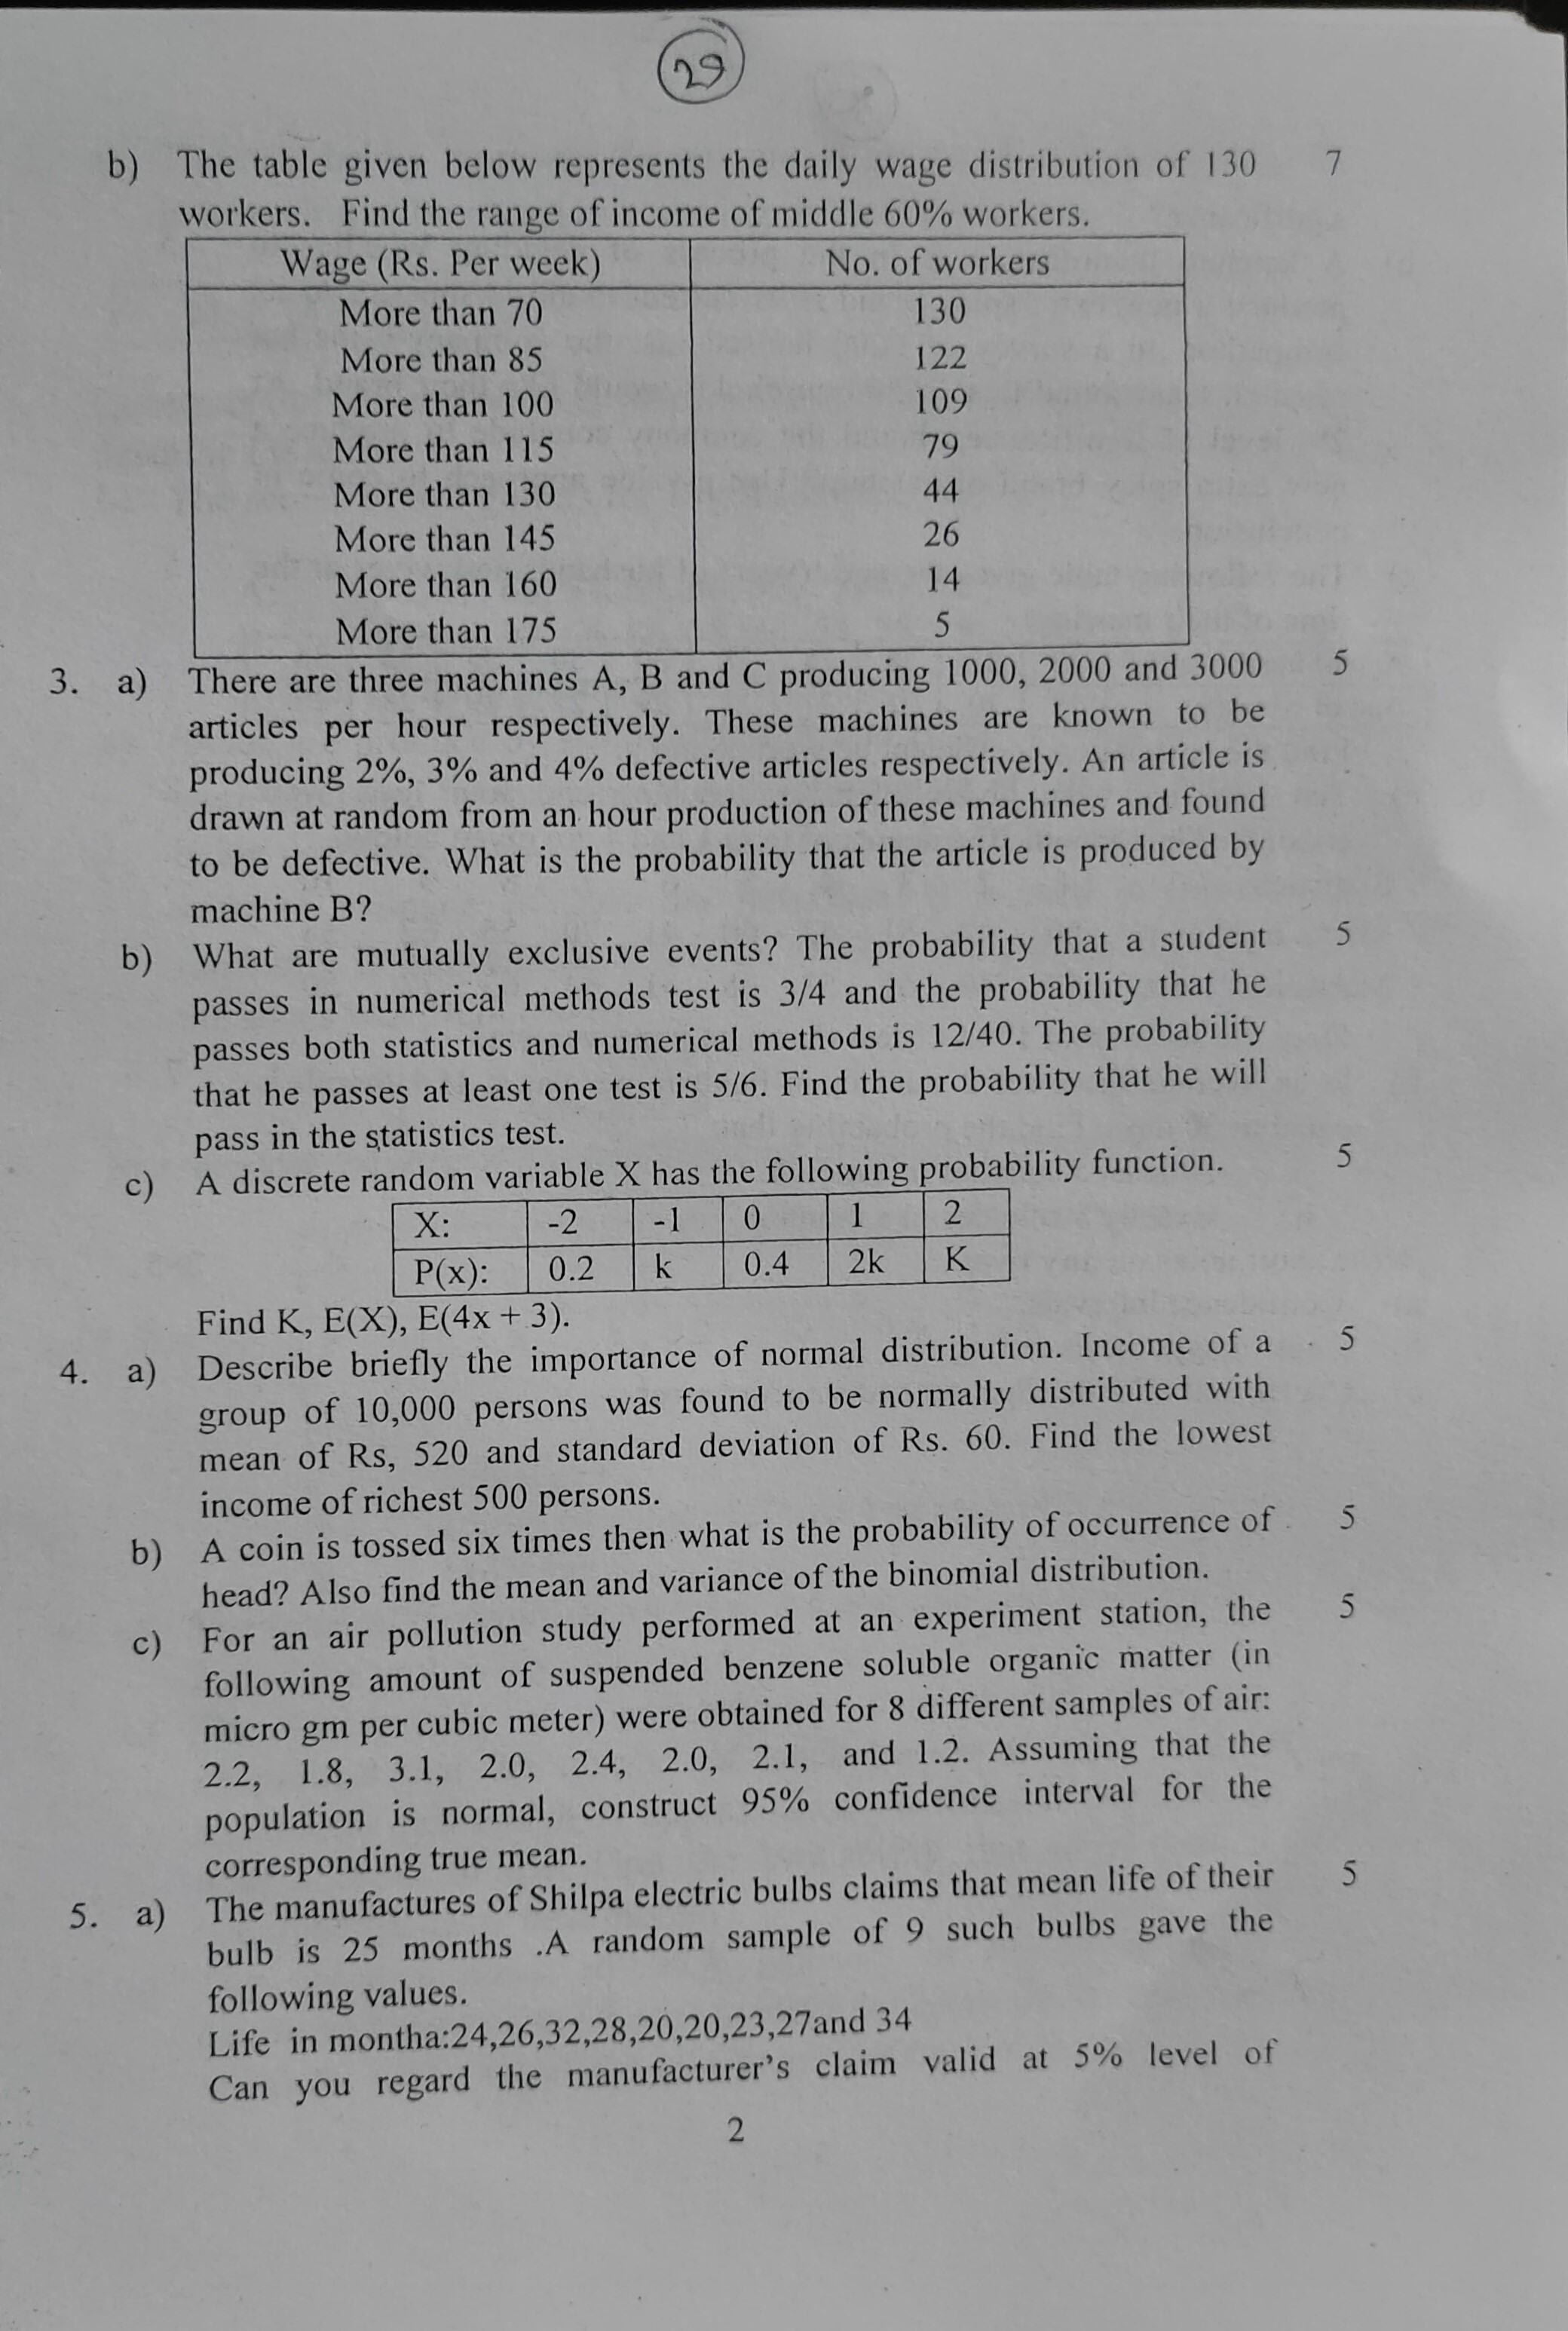 29
b) The table given below represents the daily wage distribution of 130 7
workers. Find the range of income of middle 60% workers.
Wage (Rs. Per week) No. of workers
More than 70 130
More than 85 122
More than 100 109
More than 115 79
More than 130 44
More than 145 26
More than 160 14
More than 175 5
3. a) There are three machines A, B and C producing 1000, 2000 and 3000 5
articles per hour respectively. These machines are known to be
producing 2%, 3% and 4% defective articles respectively. An article is
drawn at random from an hour production of these machines and found
to be defective. What is the probability that the article is produced by
machine B?
b) What are mutually exclusive events? The probability that a student 5
passes in numerical methods test is 3/4 and the probability that he
passes both statistics and numerical methods is 12/40. The probability
that he passes at least one test is 5/6. Find the probability that he will
pass in the statistics test.
c) A discrete random variable X has the following probability function. 5
X: -2 -1 0 1 2
P(x): 0.2 k 0.4 2k K
Find K, E(X), E(4x + 3).
4. a) Describe briefly the importance of normal distribution. Income of a 5
group of 10,000 persons was found to be normally distributed with
mean of Rs, 520 and standard deviation of Rs. 60. Find the lowest
income of richest 500 persons.
b) A coin is tossed six times then what is the probability of occurrence of 5
head? Also find the mean and variance of the binomial distribution.
c) For an air pollution study performed at an experiment station, the 5
following amount of suspended benzene soluble organic matter (in
micro gm per cubic meter) were obtained for 8 different samples of air:
2.2, 1.8, 3.1, 2.0, 2.4, 2.0, 2.1, and 1.2. Assuming that the
population is normal, construct 95% confidence interval for the
corresponding true mean.
5. a) The manufactures of Shilpa electric bulbs claims that mean life of their 5
bulb is 25 months .A random sample of 9 such bulbs gave the
following values.
Life in montha:24,26,32,28,20,20,23,27and 34
Can you regard the manufacturer's claim valid at 5% level of
2